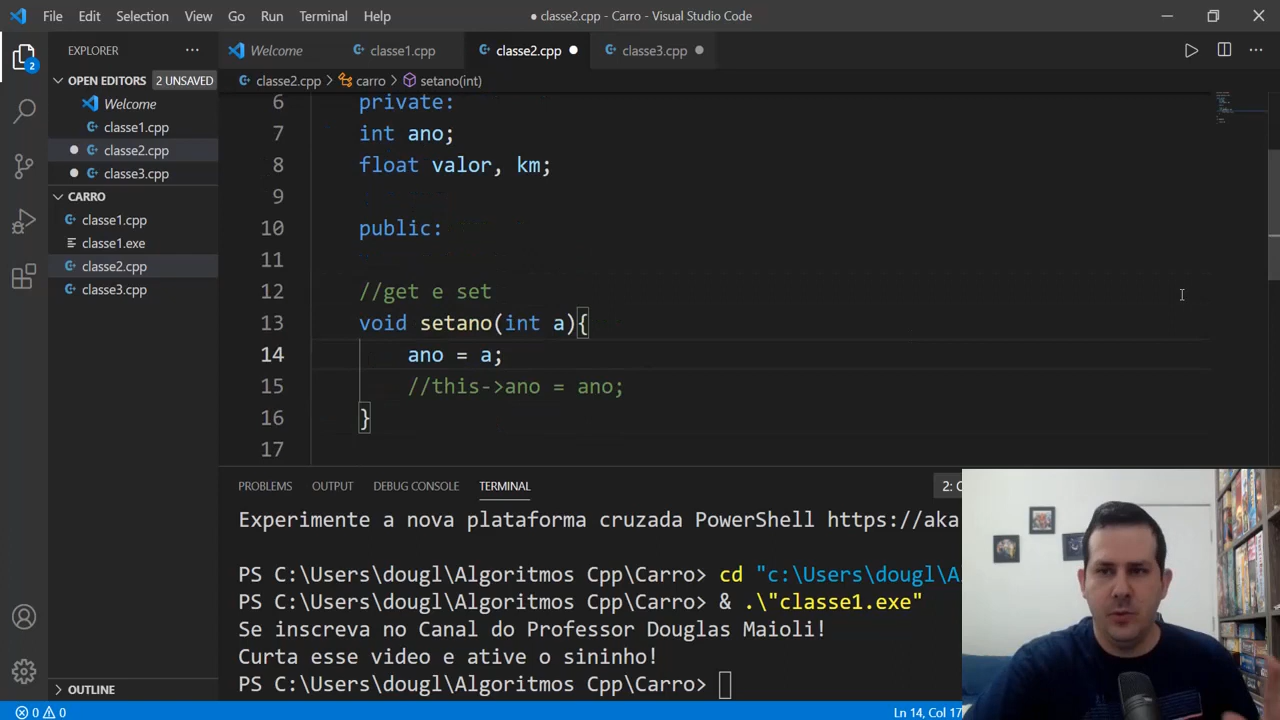 File Edit Selection View Go Run Terminal Help
● classe2.cpp - Carro - Visual Studio Code
EXPLORER ...
Welcome classe1.cpp classe2.cpp classe3.cpp
OPEN EDITORS 2 UNSAVED
classe2.cpp > carro > setano(int)
Welcome
classe1.cpp
classe2.cpp
classe3.cpp
CARRO
classe1.cpp
classe1.exe
classe2.cpp
classe3.cpp
OUTLINE
2
6 private:
7 int ano;
8 float valor, km;
9
10 public:
11
12 //get e set
13 void setano(int a){
14 ano = a;
15 //this->ano = ano;
16 }
17
PROBLEMS OUTPUT DEBUG CONSOLE TERMINAL 2: C
Experimente a nova plataforma cruzada PowerShell https://aka
PS C:\Users\dougl\Algoritmos Cpp\Carro> cd "c:\Users\dougl\A
PS C:\Users\dougl\Algoritmos Cpp\Carro> & .\"classe1.exe"
Se inscreva no Canal do Professor Douglas Maioli!
Curta esse video e ative o sininho!
PS C:\Users\dougl\Algoritmos Cpp\Carro>
0 0 Ln 14, Col 17